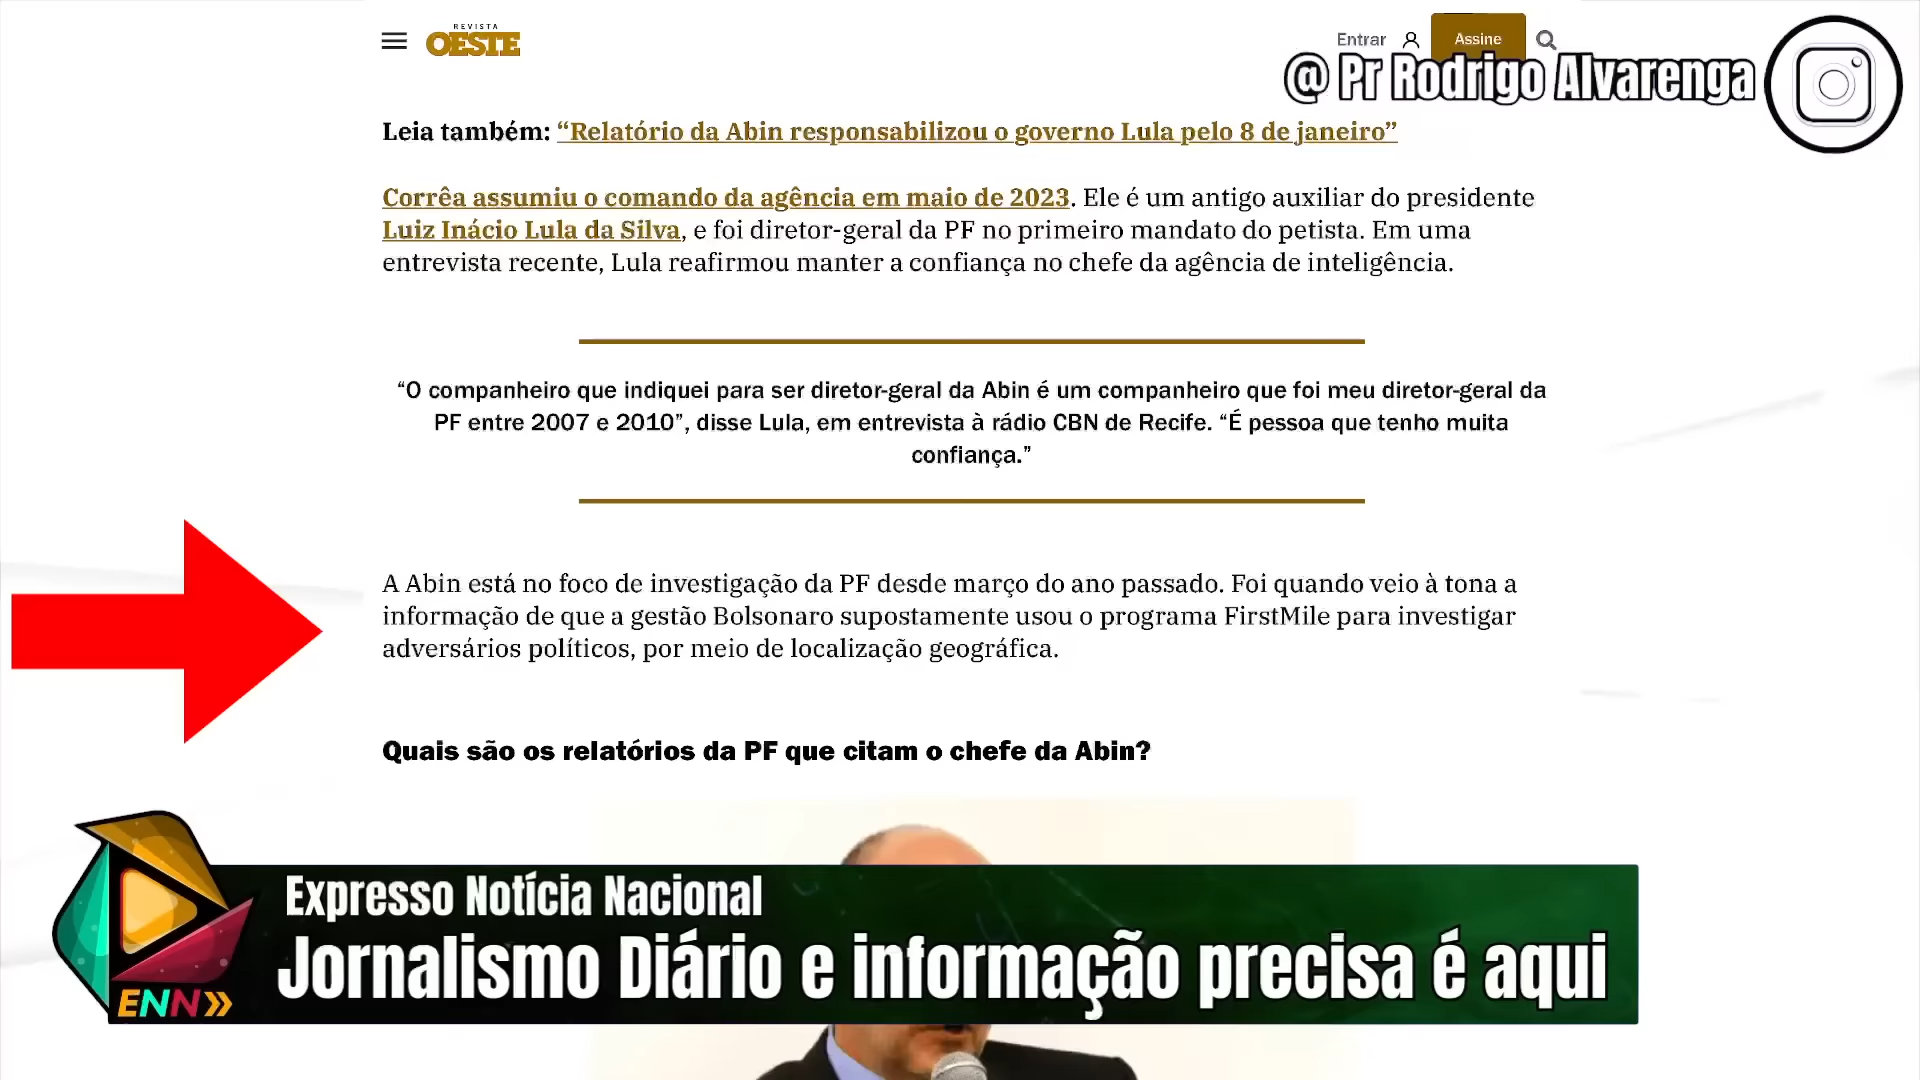 REVISTA
OESTE
Entrar
Assine
@ Pr Rodrigo Alvarenga
Leia também: “Relatório da Abin responsabilizou o governo Lula pelo 8 de janeiro”
Corrêa assumiu o comando da agência em maio de 2023. Ele é um antigo auxiliar do presidente
Luiz Inácio Lula da Silva, e foi diretor-geral da PF no primeiro mandato do petista. Em uma
entrevista recente, Lula reafirmou manter a confiança no chefe da agência de inteligência.
“O companheiro que indiquei para ser diretor-geral da Abin é um companheiro que foi meu diretor-geral da
PF entre 2007 e 2010”, disse Lula, em entrevista à rádio CBN de Recife. “É pessoa que tenho muita
confiança.”
A Abin está no foco de investigação da PF desde março do ano passado. Foi quando veio à tona a
informação de que a gestão Bolsonaro supostamente usou o programa FirstMile para investigar
adversários políticos, por meio de localização geográfica.
Quais são os relatórios da PF que citam o chefe da Abin?
Expresso Notícia Nacional
Jornalismo Diário e informação precisa é aqui
ENN